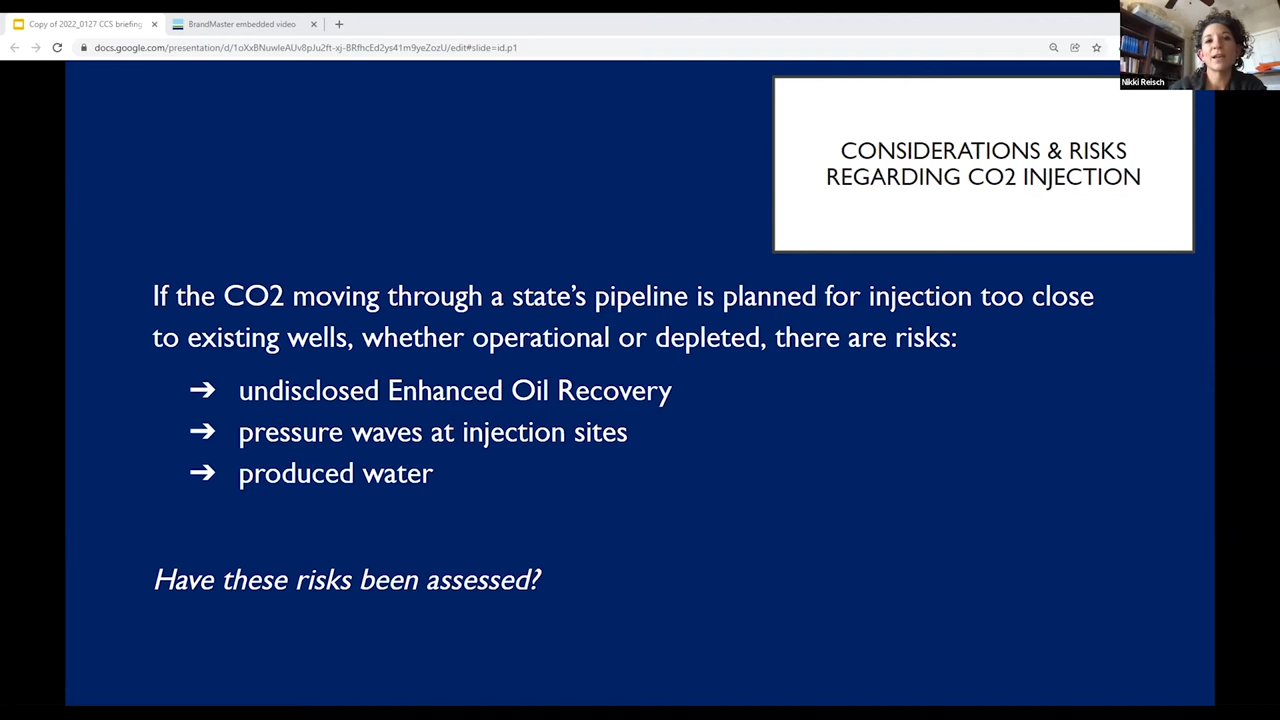 Copy of 2022_0127 CCS briefing
BrandMaster embedded video
docs.google.com/presentation/d/1oXxBNuwIeAUv8pJu2ft-xj-BRfhcEd2ys41m9yeZozU/edit#slide=id.p1
Nikki Reisch
CONSIDERATIONS & RISKS
REGARDING CO2 INJECTION
If the CO2 moving through a state’s pipeline is planned for injection too close
to existing wells, whether operational or depleted, there are risks:
➔ undisclosed Enhanced Oil Recovery
➔ pressure waves at injection sites
➔ produced water
Have these risks been assessed?